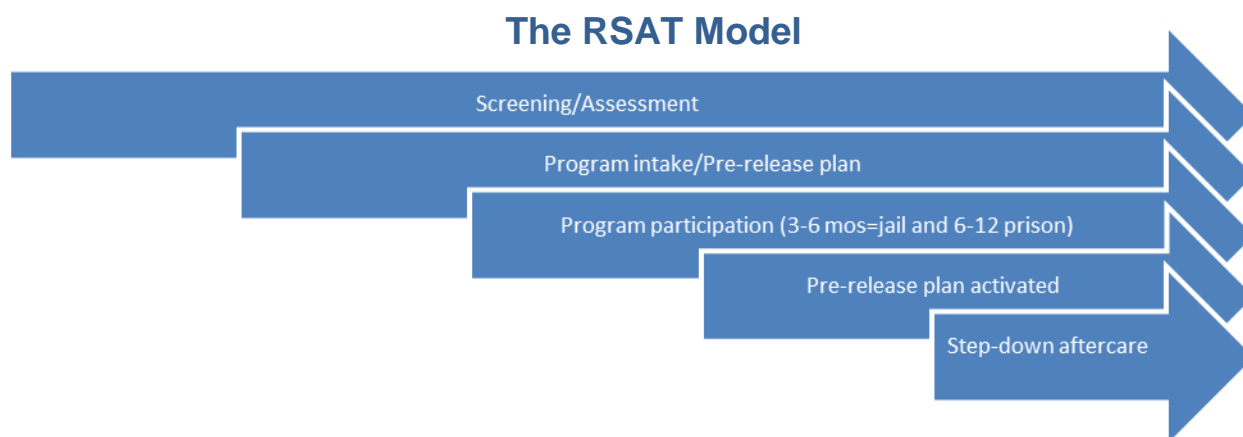 The RSAT Model
Screening/Assessment
Program intake/Pre-release plan
Program participation (3-6 mos=jail and 6-12 prison)
Pre-release plan activated
Step-down aftercare